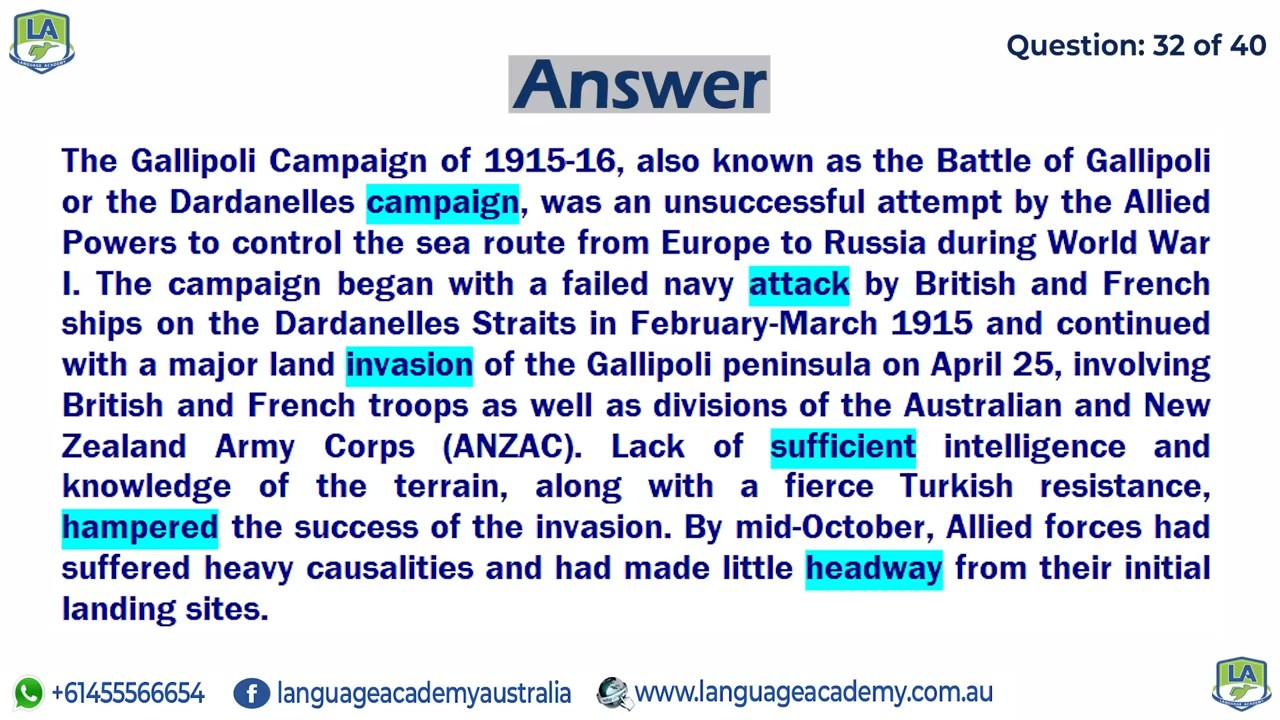 LA
LANGUAGE ACADEMY
Question: 32 of 40
Answer
The Gallipoli Campaign of 1915-16, also known as the Battle of Gallipoli
or the Dardanelles campaign, was an unsuccessful attempt by the Allied
Powers to control the sea route from Europe to Russia during World War
I. The campaign began with a failed navy attack by British and French
ships on the Dardanelles Straits in February-March 1915 and continued
with a major land invasion of the Gallipoli peninsula on April 25, involving
British and French troops as well as divisions of the Australian and New
Zealand Army Corps (ANZAC). Lack of sufficient intelligence and
knowledge of the terrain, along with a fierce Turkish resistance,
hampered the success of the invasion. By mid-October, Allied forces had
suffered heavy causalities and had made little headway from their initial
landing sites.
+61455566654 f languageacademyaustralia www.languageacademy.com.au
LA
LANGUAGE ACADEMY